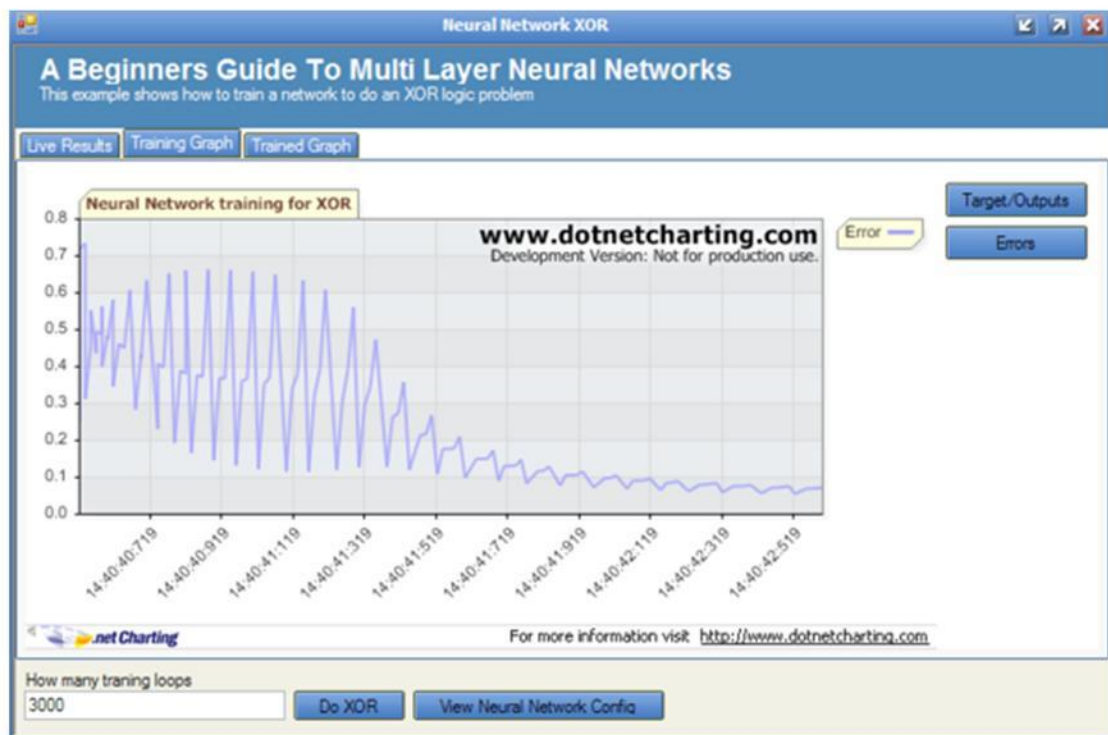 Neural Network XOR
A Beginners Guide To Multi Layer Neural Networks
This example shows how to train a network to do an XOR logic problem
Live Results
Training Graph
Trained Graph
Neural Network training for XOR
www.dotnetcharting.com
Development Version: Not for production use.
Error
Target/Outputs
Errors
0.8
0.7
0.6
0.5
0.4
0.3
0.2
0.1
0.0
14:40:40:719
14:40:40:919
14:40:41:119
14:40:41:319
14:40:41:519
14:40:41:719
14:40:41:919
14:40:42:119
14:40:42:319
14:40:42:519
.net Charting
For more information visit http://www.dotnetcharting.com
How many traning loops
3000
Do XOR
View Neural Network Config